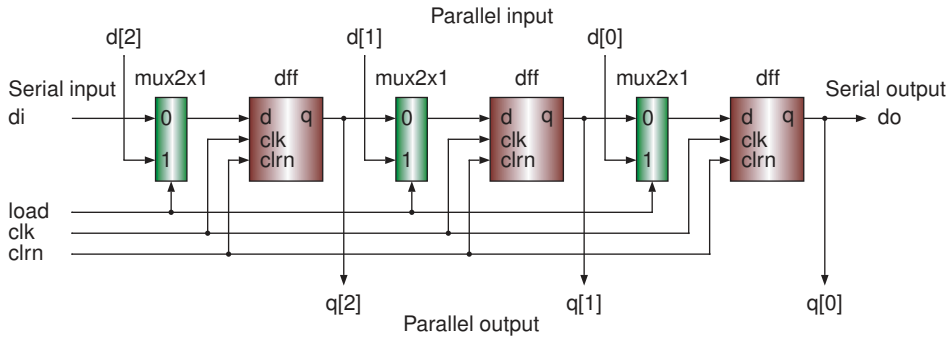 Parallel input
d[2] d[1] d[0]
mux2x1 dff mux2x1 dff mux2x1 dff
Serial input Serial output
di 0 d q 0 d q 0 d q do
clk clk clk
1 clrn 1 clrn 1 clrn
load
clk
clrn
q[2] q[1] q[0]
Parallel output